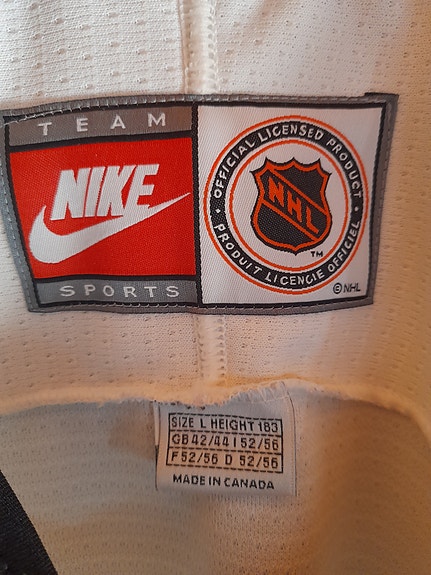 TEAM
NIKE
SPORTS
OFFICIAL LICENSED PRODUCT
NHL
TM
PRODUIT LICENCIE OFFICIEL
©NHL
SIZE L HEIGHT 183
GB 42/44 I 52/56
F 52/56 D 52/56
MADE IN CANADA